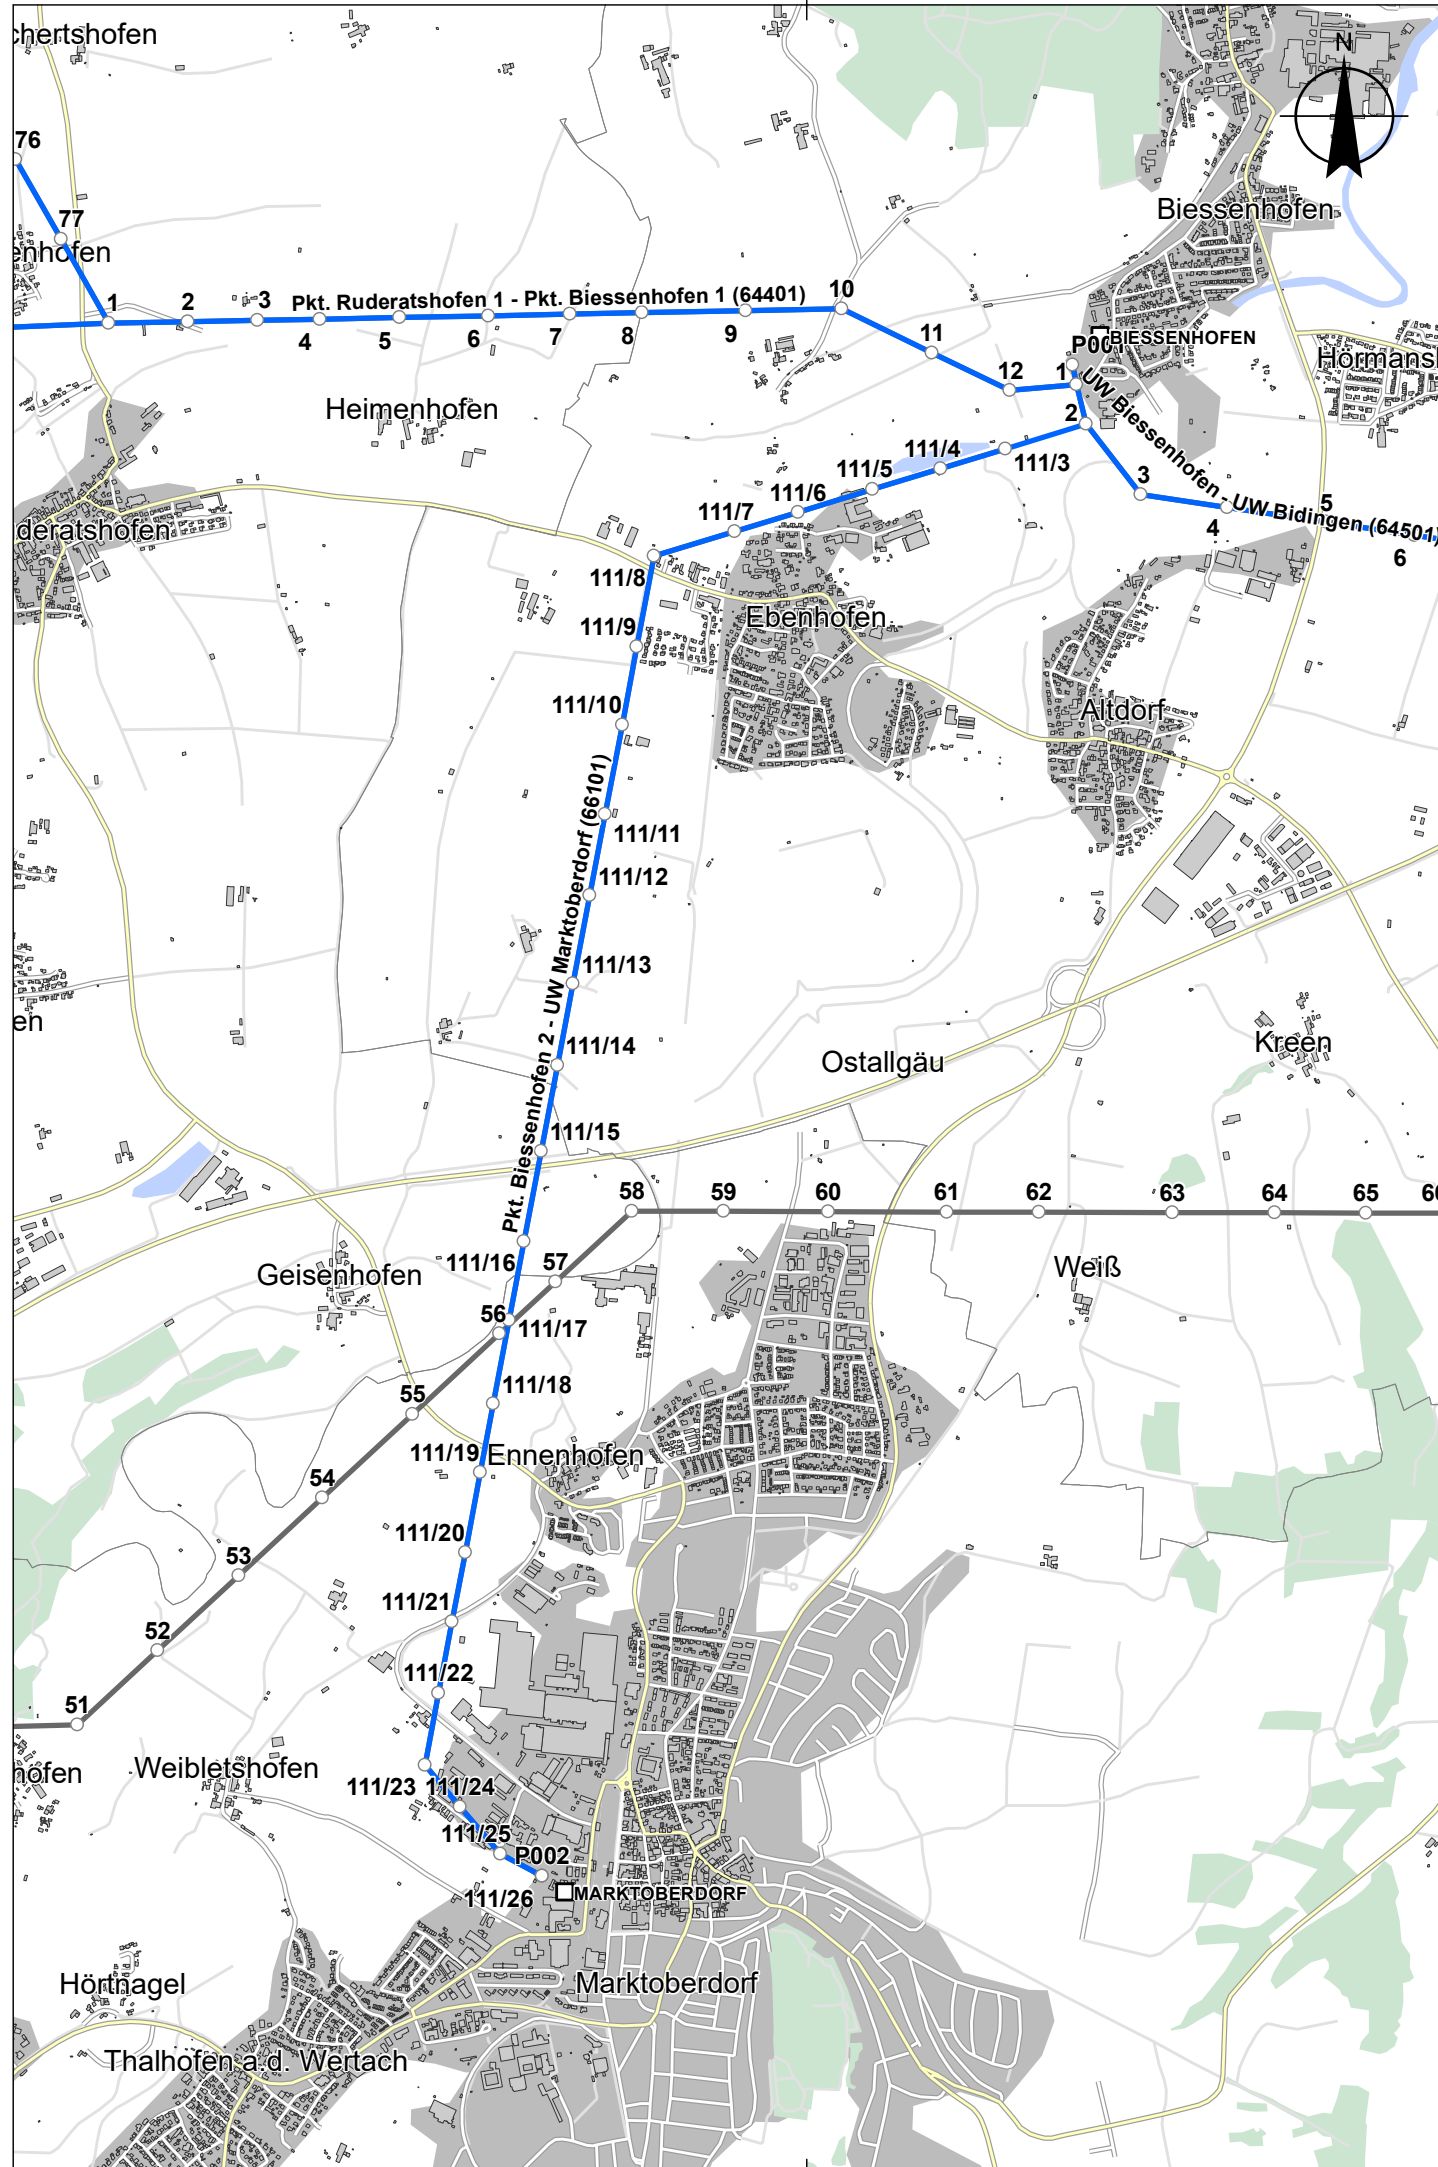 chertshofen
N
76
Biessenhofen
77
enhofen
1
2
3
Pkt. Ruderatshofen 1 - Pkt. Biessenhofen 1 (64401)
10
4
5
6
7
8
9
11
P001
BIESSENHOFEN
Hörmansh
12
1
UW Biessenhofen - UW Bidingen (64501)
Heimenhofen
2
111/4
111/3
111/5
3
111/6
5
111/7
4
6
deratshofen
111/8
Ebenhofen
111/9
111/10
Altdorf
Pkt. Biessenhofen 2 - UW Marktoberdorf (66101)
111/11
111/12
111/13
en
Kreen
111/14
Ostallgäu
111/15
58
59
60
61
62
63
64
65
66
111/16
57
Weiß
Geisenhofen
56
111/17
111/18
55
111/19
Ennenhofen
54
111/20
53
111/21
52
111/22
51
hofen
Weibletshofen
111/23
111/24
111/25
P002
111/26
MARKTOBERDORF
Hörtnagel
Marktoberdorf
Thalhofen a.d. Wertach